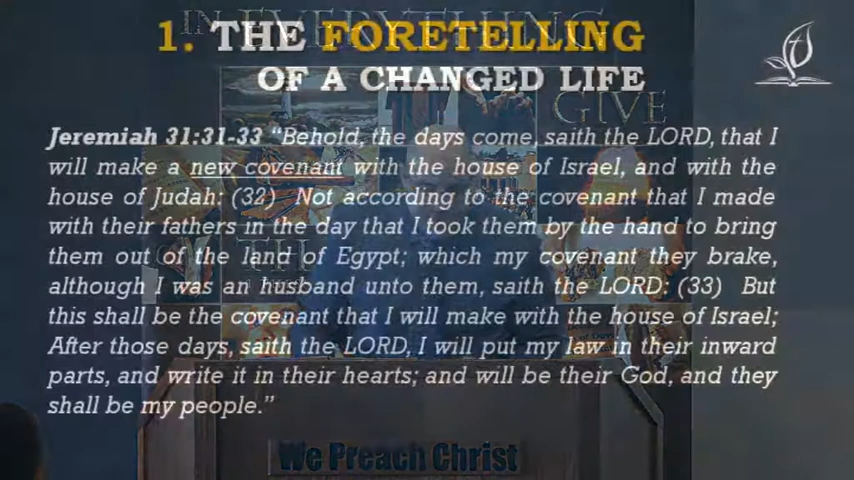 IN EVERYTHING
1. THE FORETELLING
OF A CHANGED LIFE
GIVE
Jeremiah 31:31-33 “Behold, the days come, saith the LORD, that I
will make a new covenant with the house of Israel, and with the
house of Judah: (32) Not according to the covenant that I made
with their fathers in the day that I took them by the hand to bring
them out of the land of Egypt; which my covenant they brake,
although I was an husband unto them, saith the LORD: (33) But
this shall be the covenant that I will make with the house of Israel;
After those days, saith the LORD, I will put my law in their inward
parts, and write it in their hearts; and will be their God, and they
shall be my people.”
TH
We Preach Christ